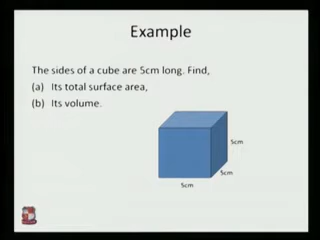 Example
The sides of a cube are 5cm long. Find,
(a) Its total surface area,
(b) Its volume.
5cm
5cm
5cm